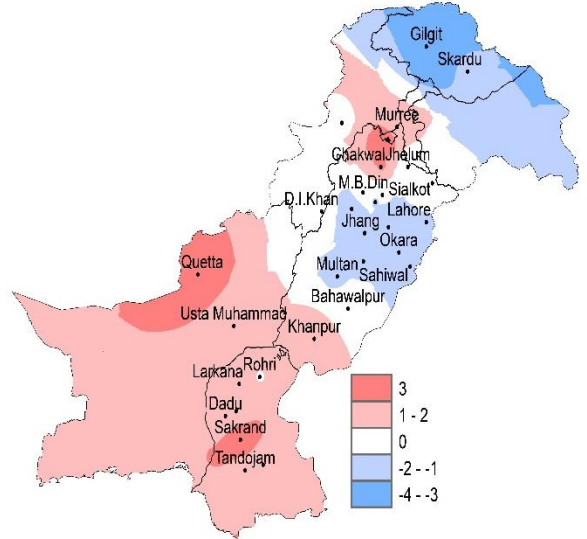 Gilgit
Skardu
Murree
Chakwal
Jhelum
M.B.Din
Sialkot
D.I.Khan
Lahore
Jhang
Okara
Quetta
Multan
Sahiwal
Bahawalpur
Usta Muhammad
Khanpur
Rohri
Larkana
Dadu
Sakrand
Tandojam
3
1 - 2
0
-2 - -1
-4 - -3